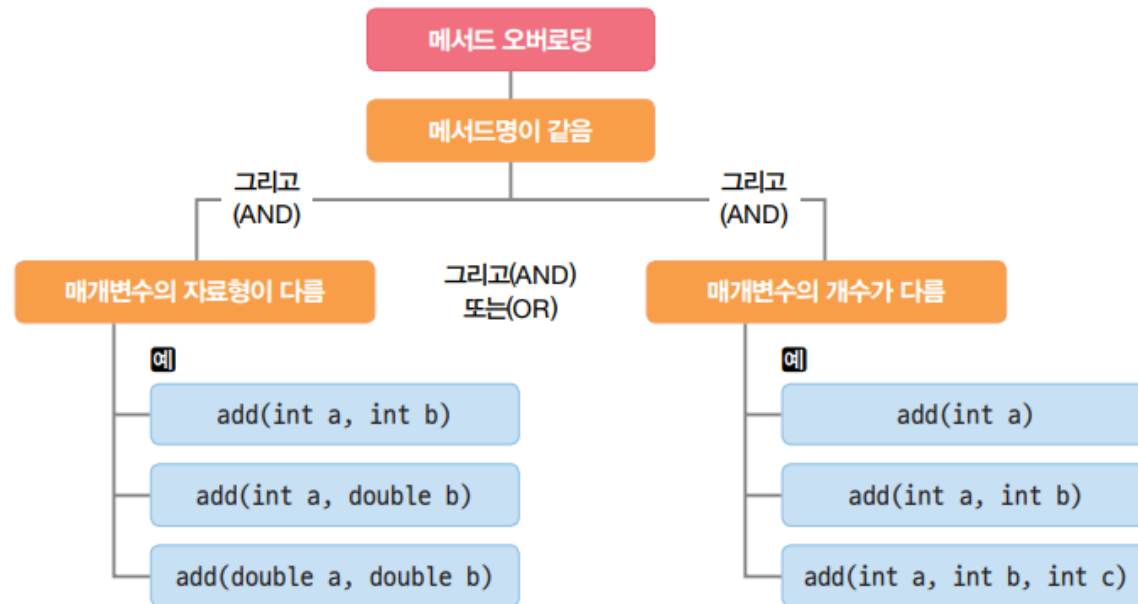 메서드 오버로딩
메서드명이 같음
그리고
(AND)
그리고
(AND)
매개변수의 자료형이 다름
그리고(AND)
또는(OR)
매개변수의 개수가 다름
예
add(int a, int b)
add(int a, double b)
add(double a, double b)
예
add(int a)
add(int a, int b)
add(int a, int b, int c)